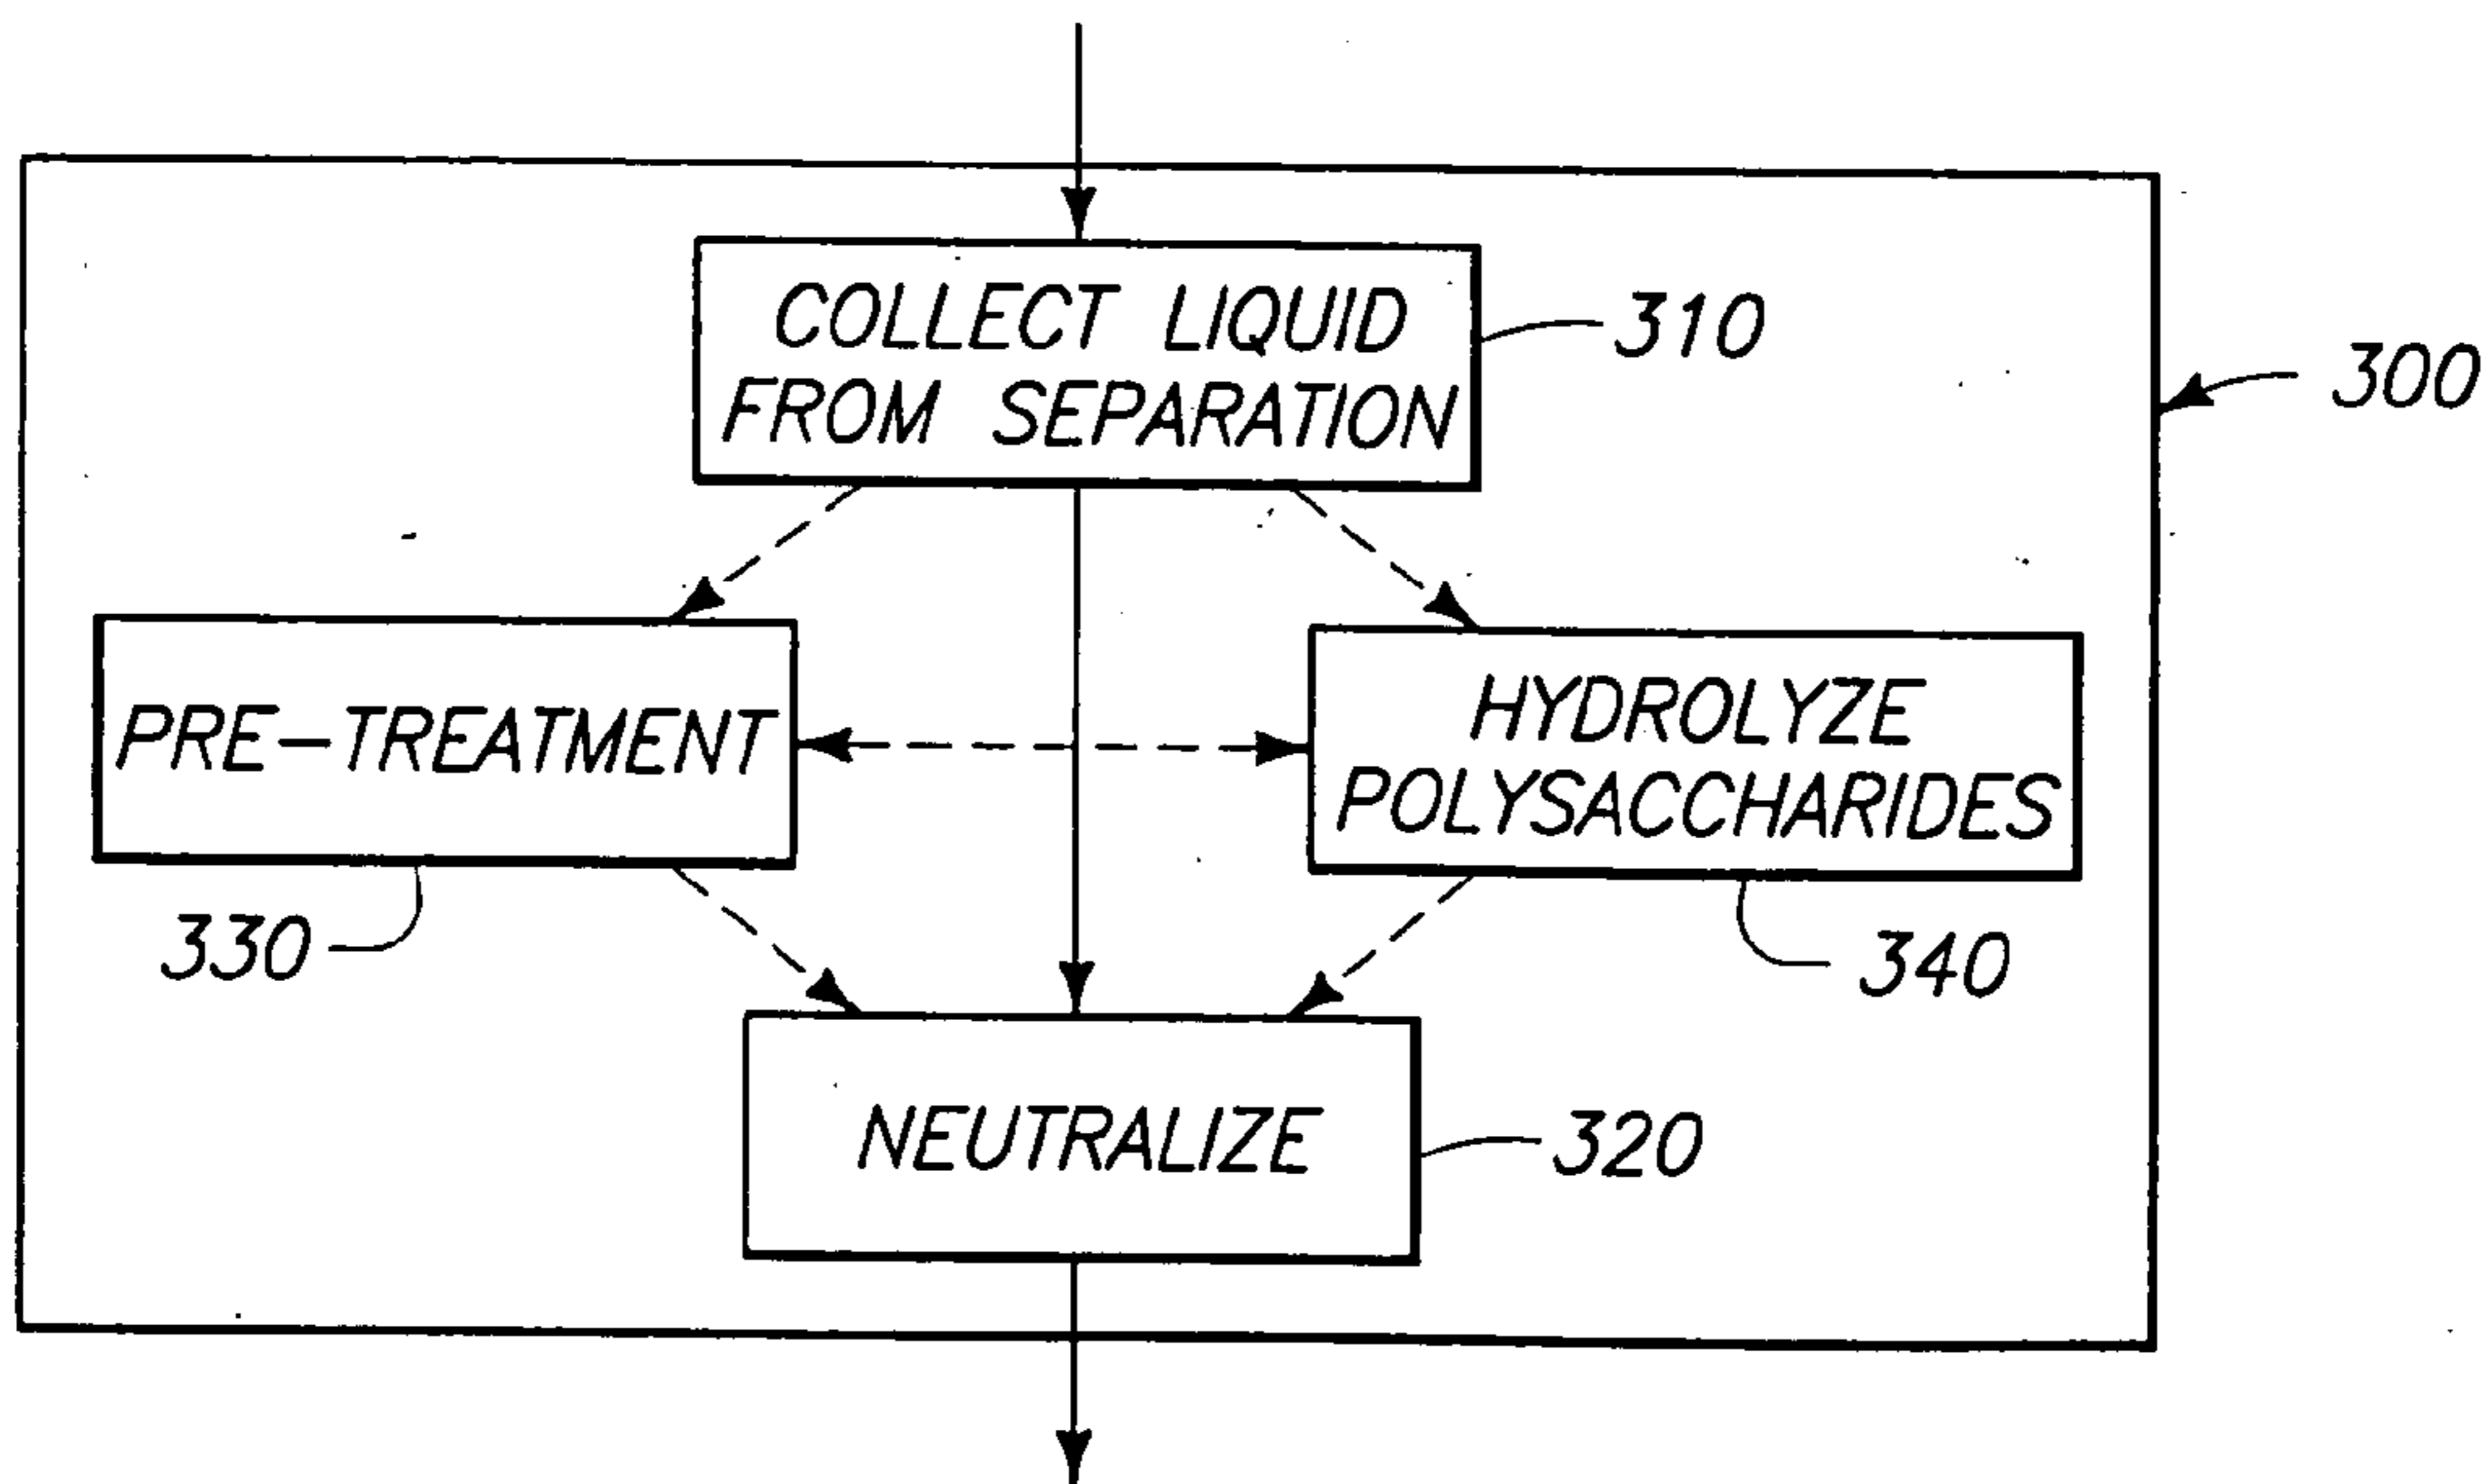 COLLECT LIQUID
FROM SEPARATION
310
300
PRE-TREATMENT
HYDROLYZE
POLYSACCHARIDES
330
340
NEUTRALIZE
320